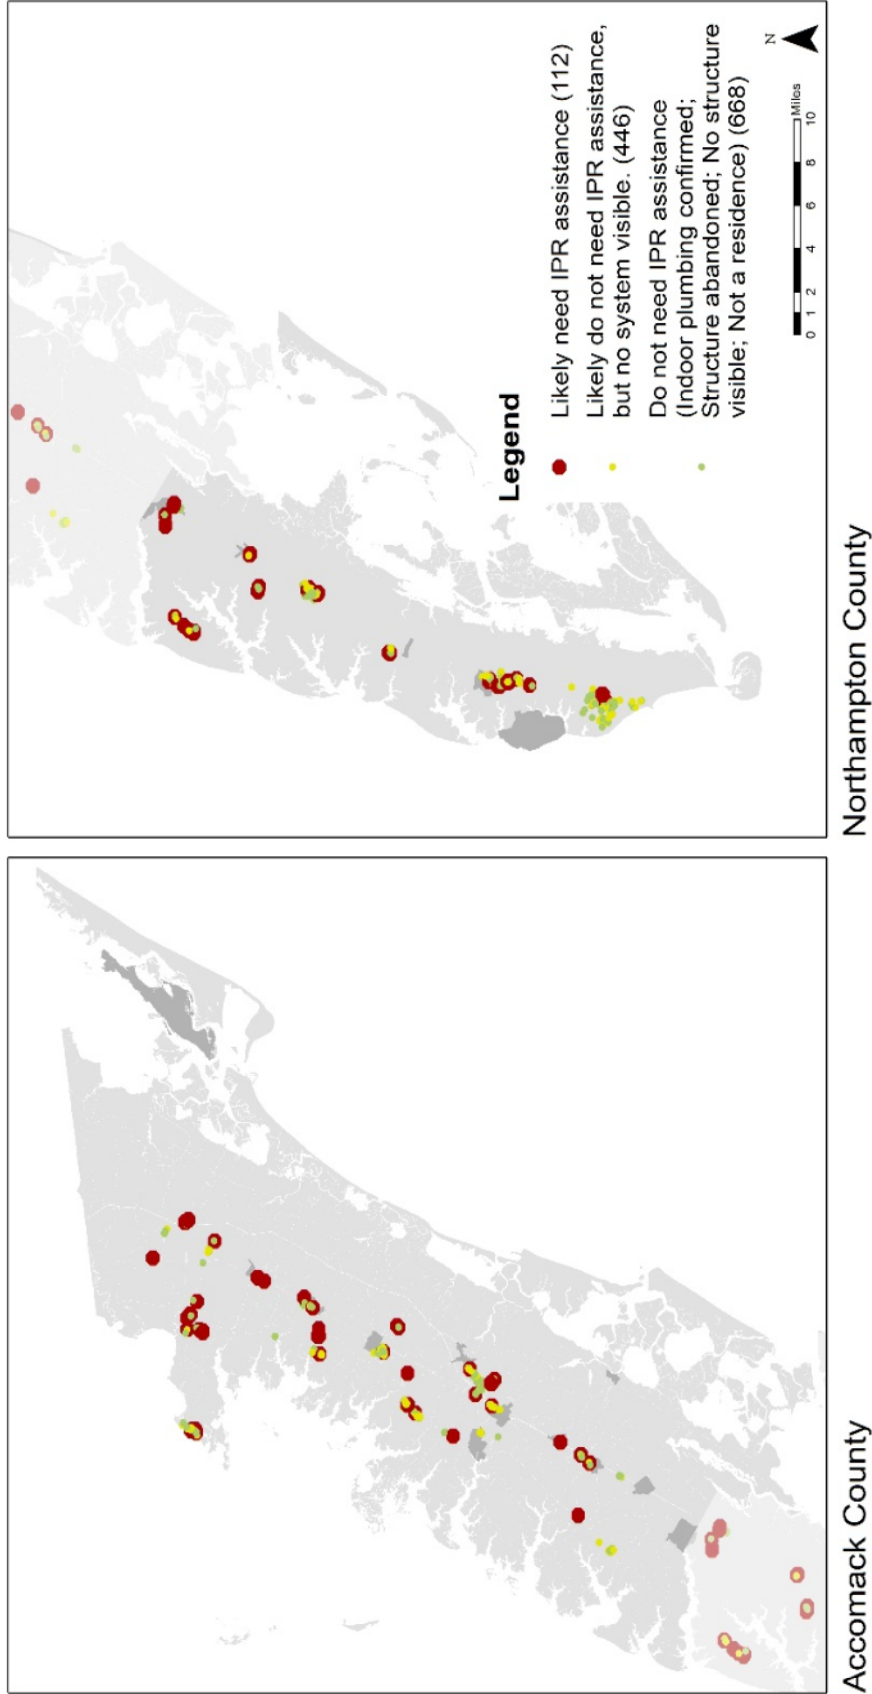 Accomack County
Northampton County
Legend
Likely need IPR assistance (112)
Likely do not need IPR assistance,
but no system visible. (446)
Do not need IPR assistance
(Indoor plumbing confirmed;
Structure abandoned; No structure
visible; Not a residence) (668)
N
Miles
0 1 2 4 6 8 10